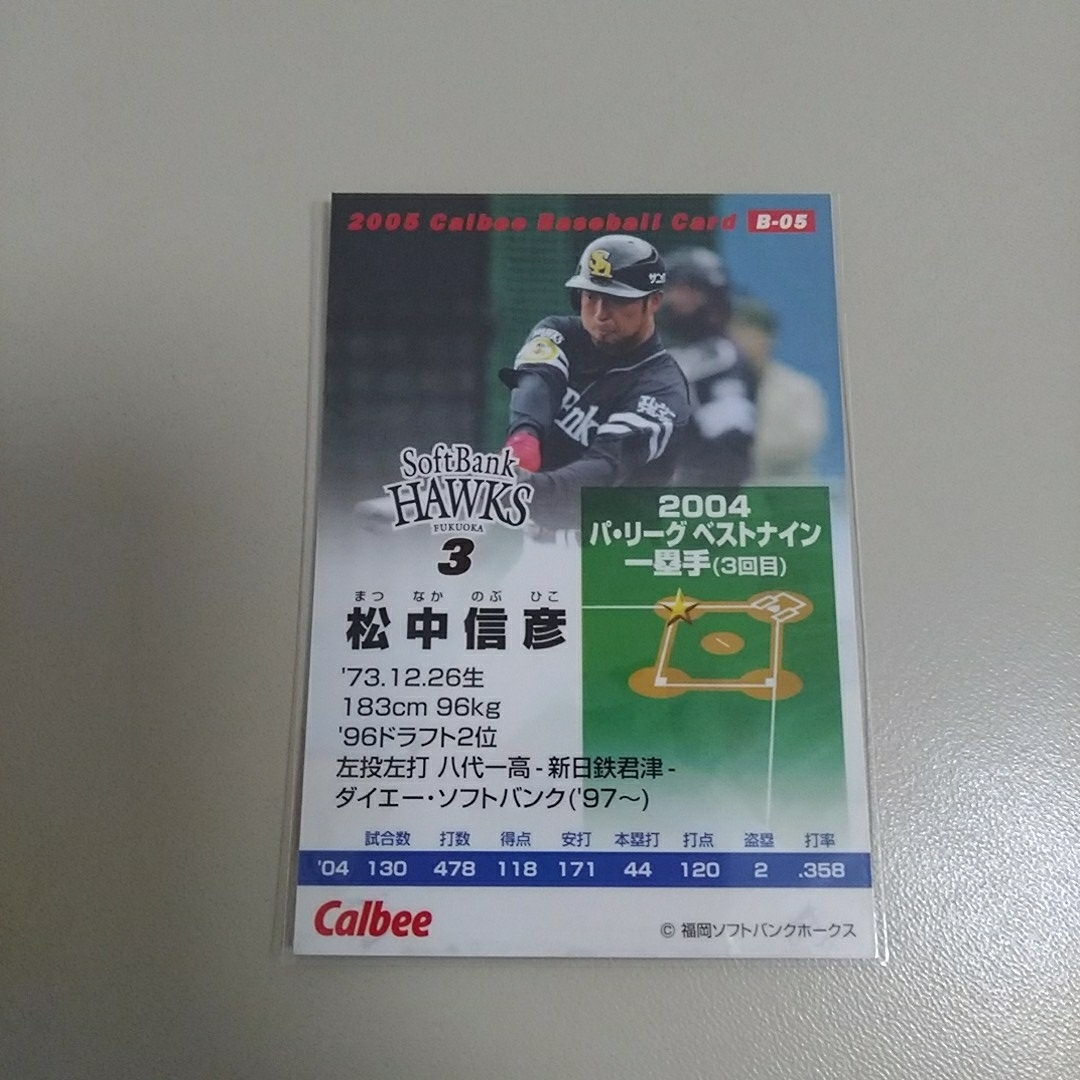 2005 Calbee Baseball Card B-05
SoftBank
HAWKS
FUKUOKA
3
まつ なか のぶ ひこ
松中信彦
'73.12.26生
183cm 96kg
'96ドラフト2位
左投左打 八代一高-新日鉄君津-
ダイエー・ソフトバンク('97〜)
2004
パ・リーグ ベストナイン
一塁手(3回目)
試合数 打数 得点 安打 本塁打 打点 盗塁 打率
'04 130 478 118 171 44 120 2 .358
Calbee
© 福岡ソフトバンクホークス